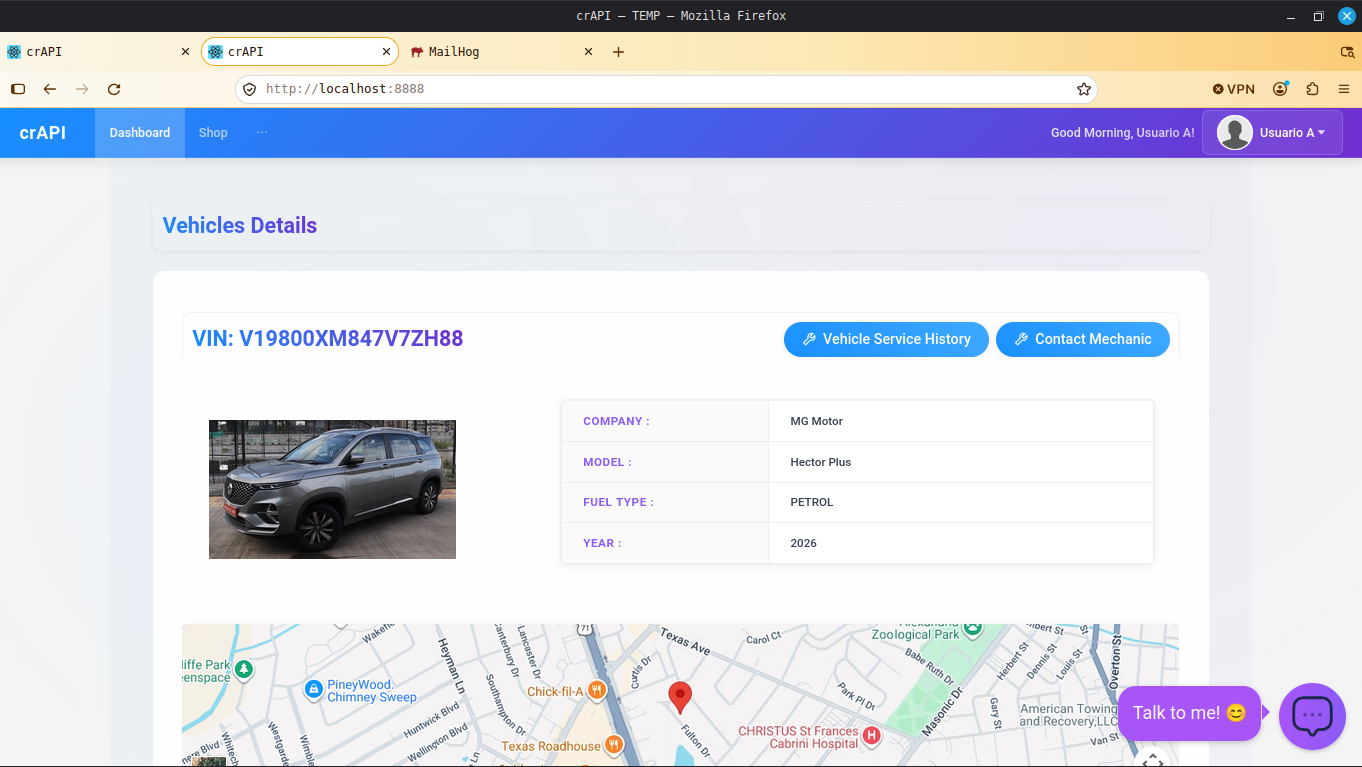 crAPI — TEMP — Mozilla Firefox
crAPI
crAPI
MailHog
http://localhost:8888
VPN
crAPI
Dashboard
Shop
···
Good Morning, Usuario A!
Usuario A
Vehicles Details
VIN: V19800XM847V7ZH88
Vehicle Service History
Contact Mechanic
COMPANY :
MG Motor
MODEL :
Hector Plus
FUEL TYPE :
PETROL
YEAR :
2026
71
Texas Ave
Carol Ct
Zoological Park
Canterbury Dr
Lancaster Dr
Heyman Ln
Curtis Dr
Babe Ruth Dr
Herbert St
Dennis St
Louis St
Overton St
PineyWood
Chimney Sweep
Chick-fil-A
Southampton Dr
Park Pl Dr
Masonic Dr
Gary St
American Towing
and Recovery,LLC
Talk to me! 😊
Huntwick Blvd
Wellington Blvd
Fulton Dr
CHRISTUS St Frances
Cabrini Hospital
H
Van St
Texas Roadhouse